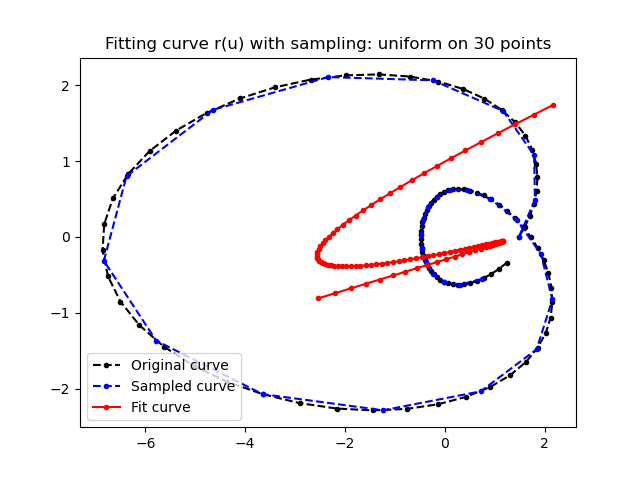 Fitting curve r(u) with sampling: uniform on 30 points
2
1
0
−1
−2
Original curve
Sampled curve
Fit curve
−6
−4
−2
0
2